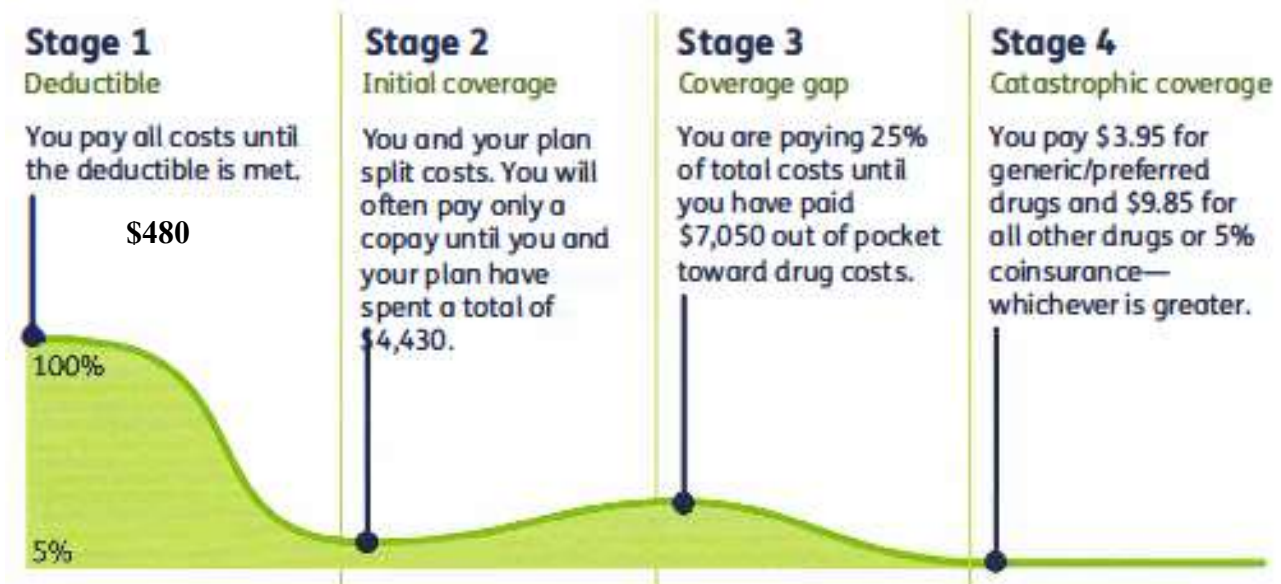 Stage 1
Deductible
You pay all costs until
the deductible is met.
$480
100%
5%
Stage 2
Initial coverage
You and your plan
split costs. You will
often pay only a
copay until you and
your plan have
spent a total of
$4,430.
Stage 3
Coverage gap
You are paying 25%
of total costs until
you have paid
$7,050 out of pocket
toward drug costs.
Stage 4
Catastrophic coverage
You pay $3.95 for
generic/preferred
drugs and $9.85 for
all other drugs or 5%
coinsurance—
whichever is greater.